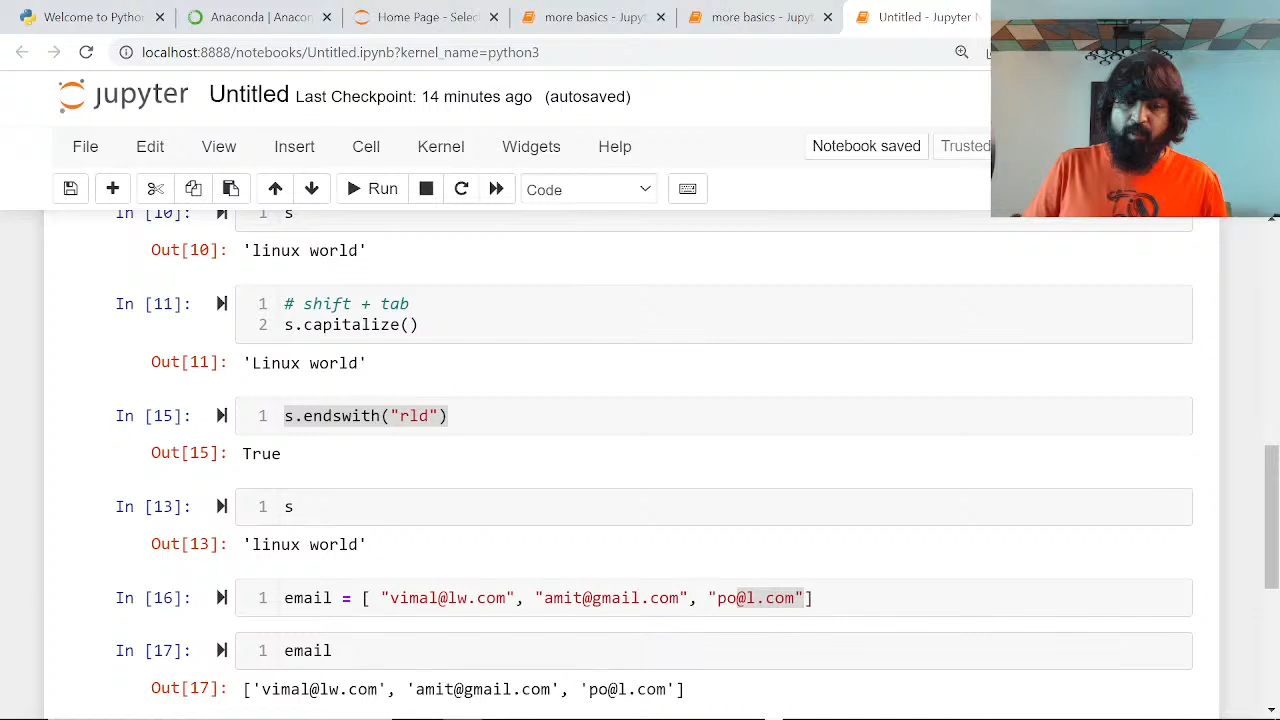 Welcome to Python.
Anaconda | Anacon
Home Page - Select
more basics - Jupyt
file basics - Jupyt
Untitled - Jupyter N
localhost:8888/notebooks/Untitled.ipynb?kernel_name=python3
jupyter Untitled Last Checkpoint: 14 minutes ago (autosaved)
File Edit View Insert Cell Kernel Widgets Help Notebook saved Trusted
Run Code
In [10]: s
Out[10]: 'linux world'
In [11]: 1 # shift + tab
2 s.capitalize()
Out[11]: 'Linux world'
In [15]: 1 s.endswith("rld")
Out[15]: True
In [13]: 1 s
Out[13]: 'linux world'
In [16]: 1 email = [ "vimal@lw.com", "amit@gmail.com", "po@l.com"]
In [17]: 1 email
Out[17]: ['vimal@lw.com', 'amit@gmail.com', 'po@l.com']